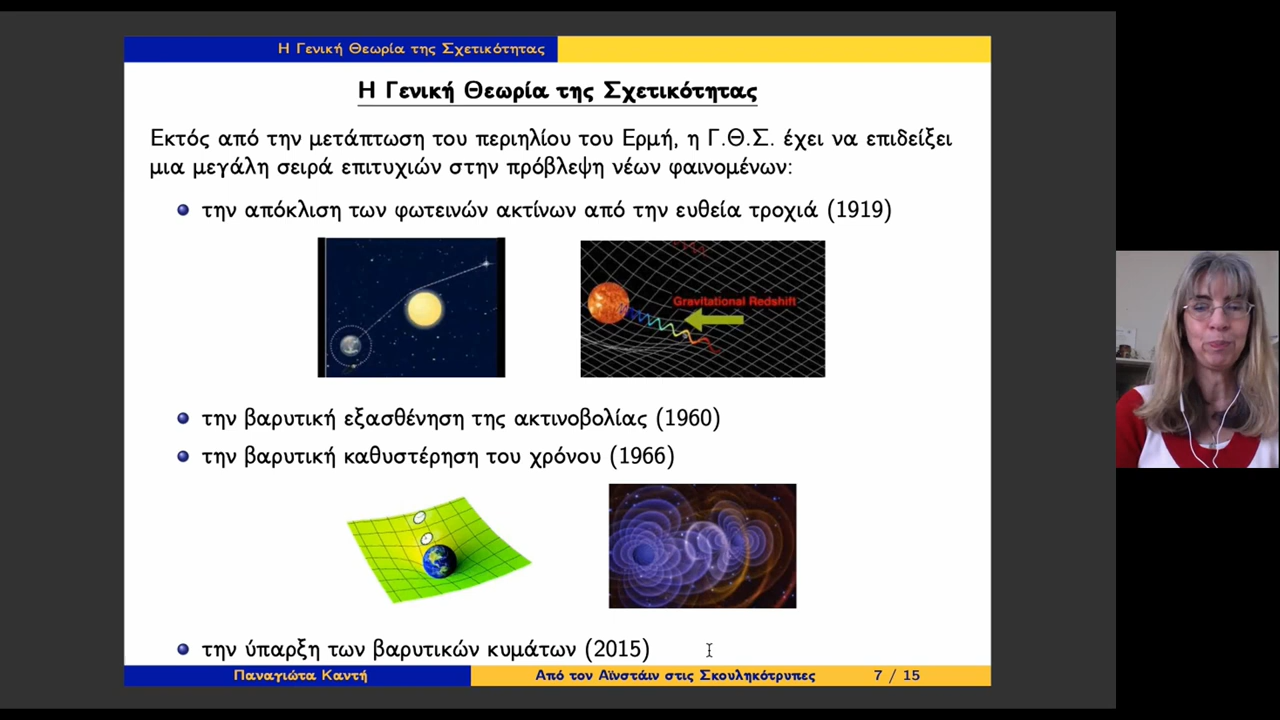 Η Γενική Θεωρία της Σχετικότητας
Η Γενική Θεωρία της Σχετικότητας
Εκτός από την μετάπτωση του περιηλίου του Ερμή, η Γ.Θ.Σ. έχει να επιδείξει
μια μεγάλη σειρά επιτυχιών στην πρόβλεψη νέων φαινομένων:
την απόκλιση των φωτεινών ακτίνων από την ευθεία τροχιά (1919)
Gravitational Redshift
την βαρυτική εξασθένηση της ακτινοβολίας (1960)
την βαρυτική καθυστέρηση του χρόνου (1966)
την ύπαρξη των βαρυτικών κυμάτων (2015)
Παναγιώτα Καντή
Από τον Αϊνστάιν στις Σκουληκότρυπες
7 / 15